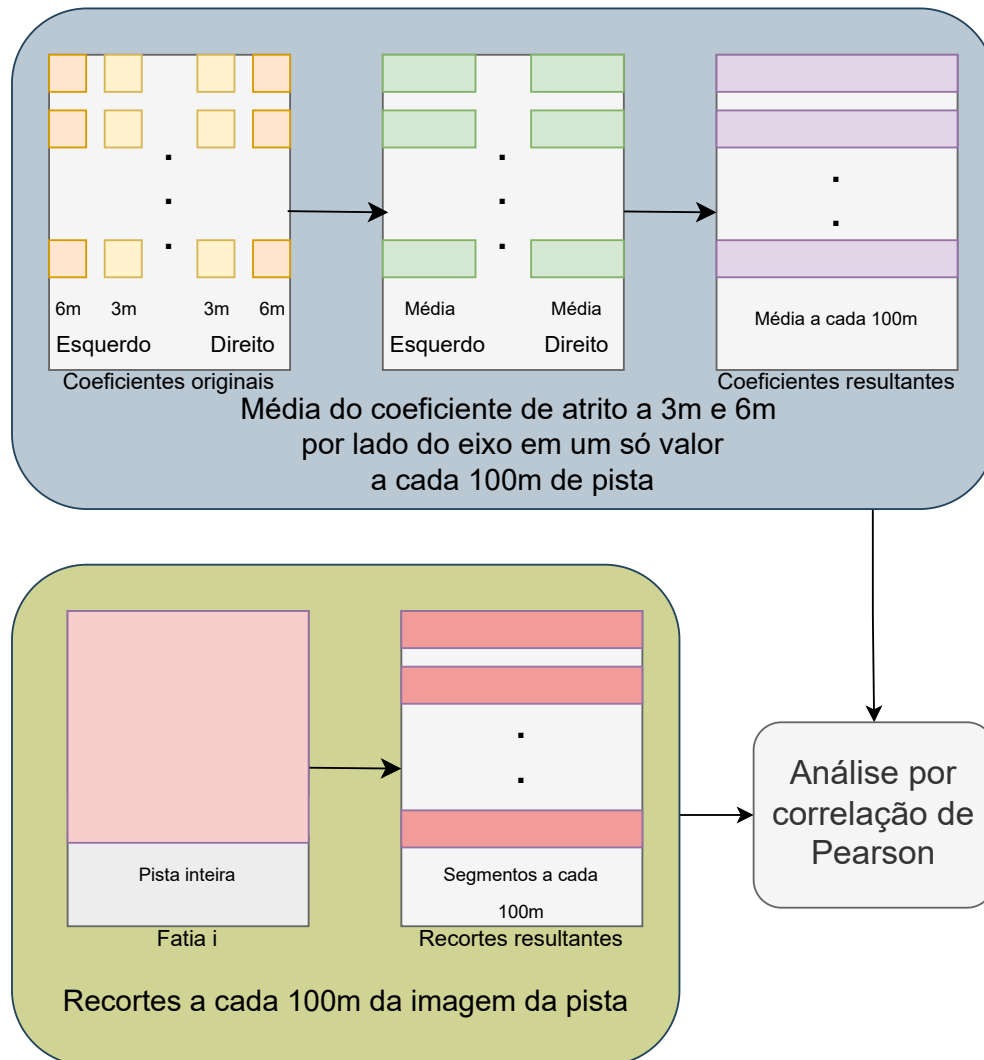 6m 3m 3m 6m
Esquerdo Direito
Coeficientes originais
Média Média
Esquerdo Direito
Média a cada 100m
Coeficientes resultantes
Média do coeficiente de atrito a 3m e 6m
por lado do eixo em um só valor
a cada 100m de pista
Pista inteira
Fatia i
Segmentos a cada
100m
Recortes resultantes
Recortes a cada 100m da imagem da pista
Análise por
correlação de
Pearson